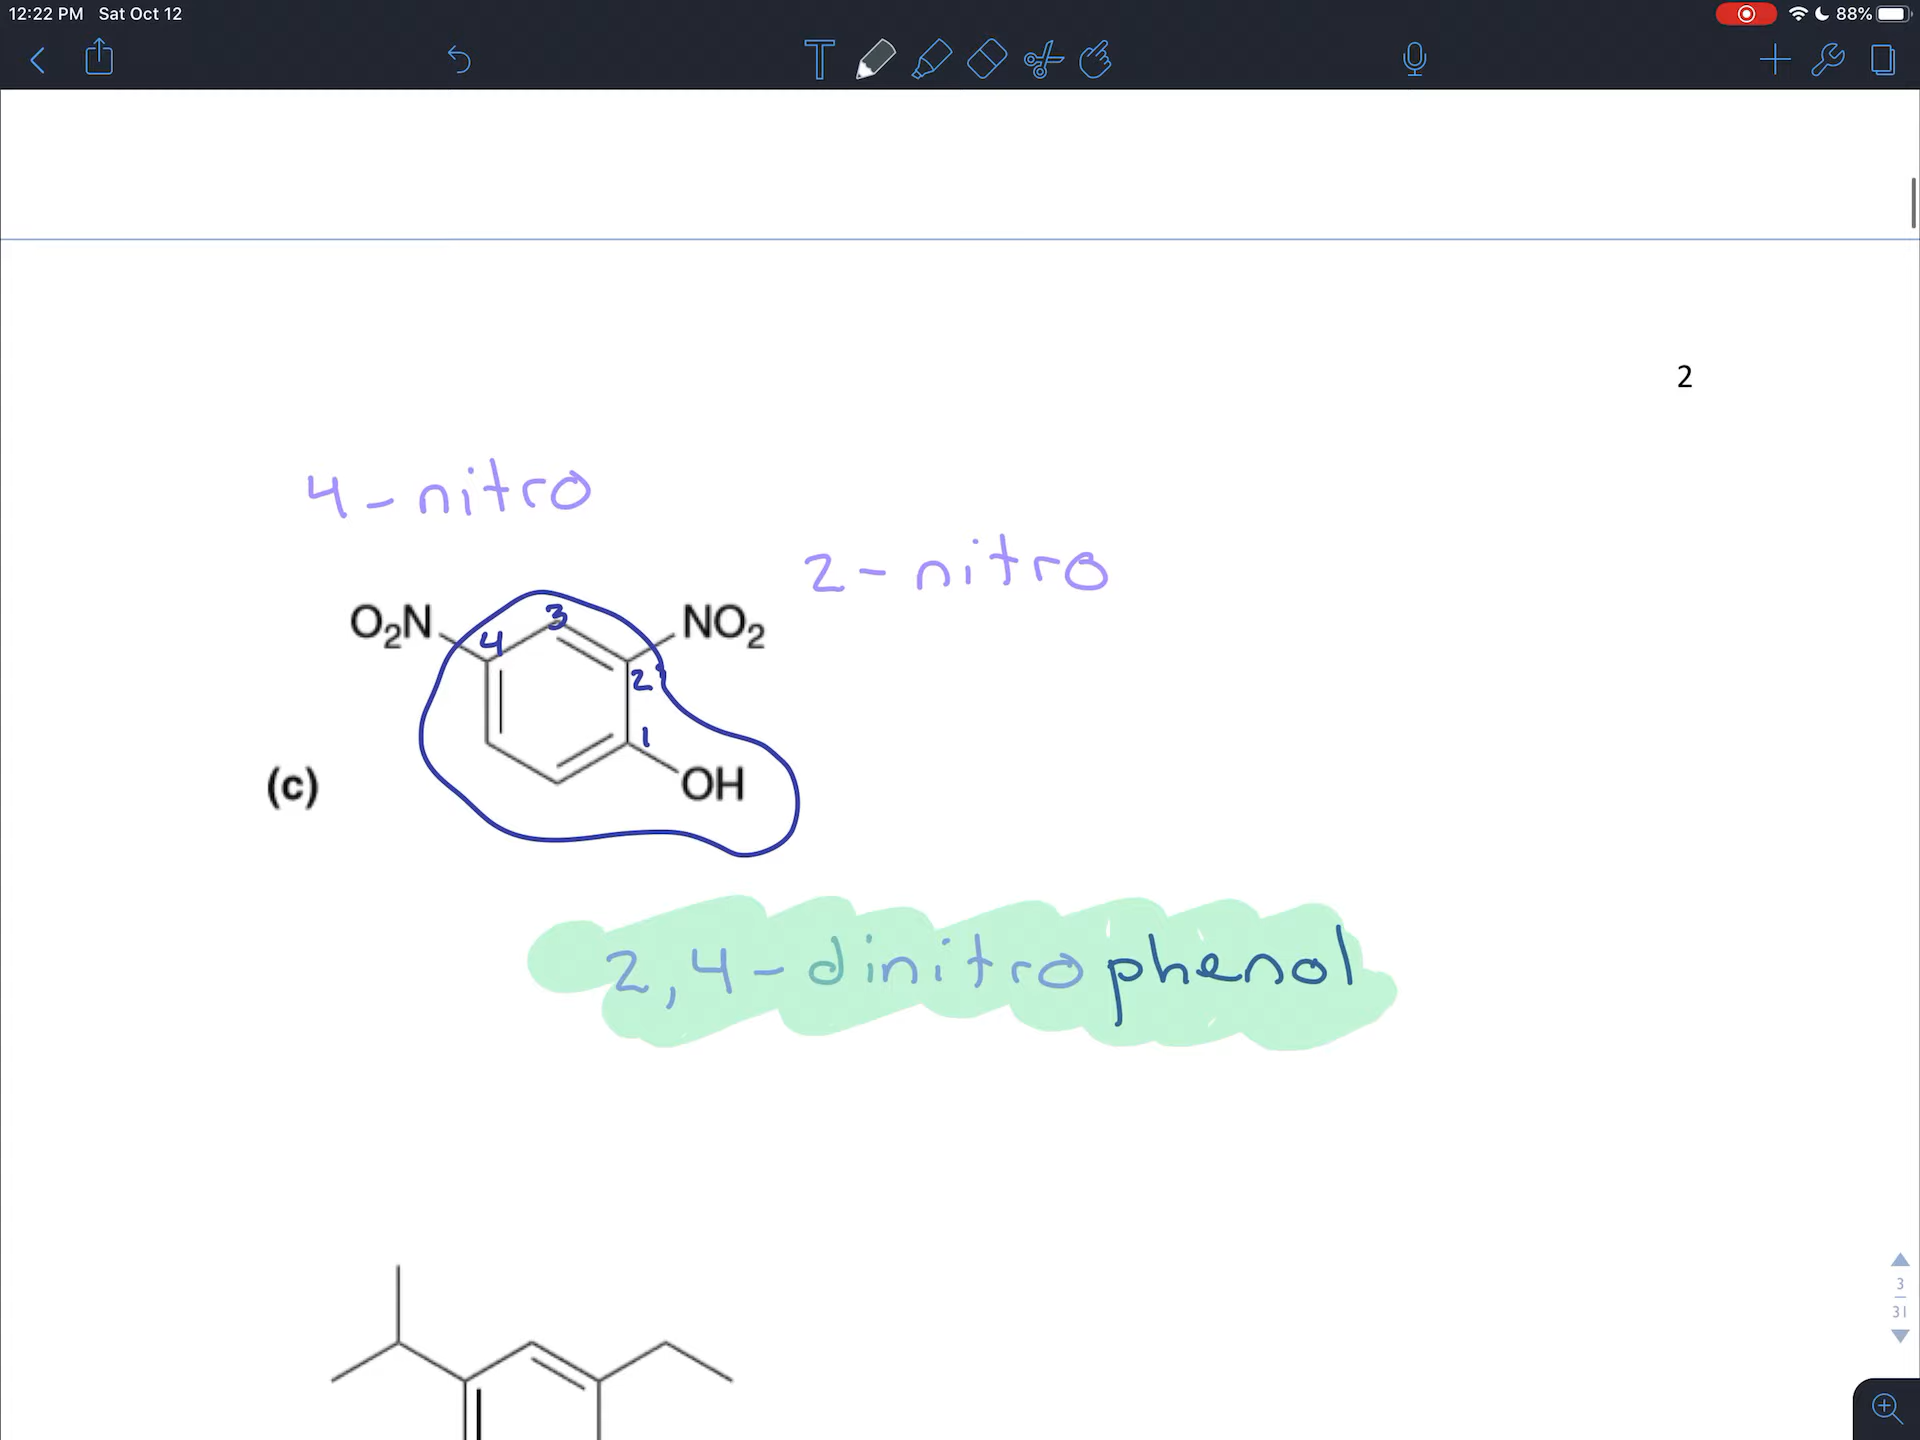 12:22 PM Sat Oct 12
88%
T
2
4-nitro
2-nitro
O₂N
NO₂
4
3
2
1
OH
(c)
2,4-dinitrophenol
3
31